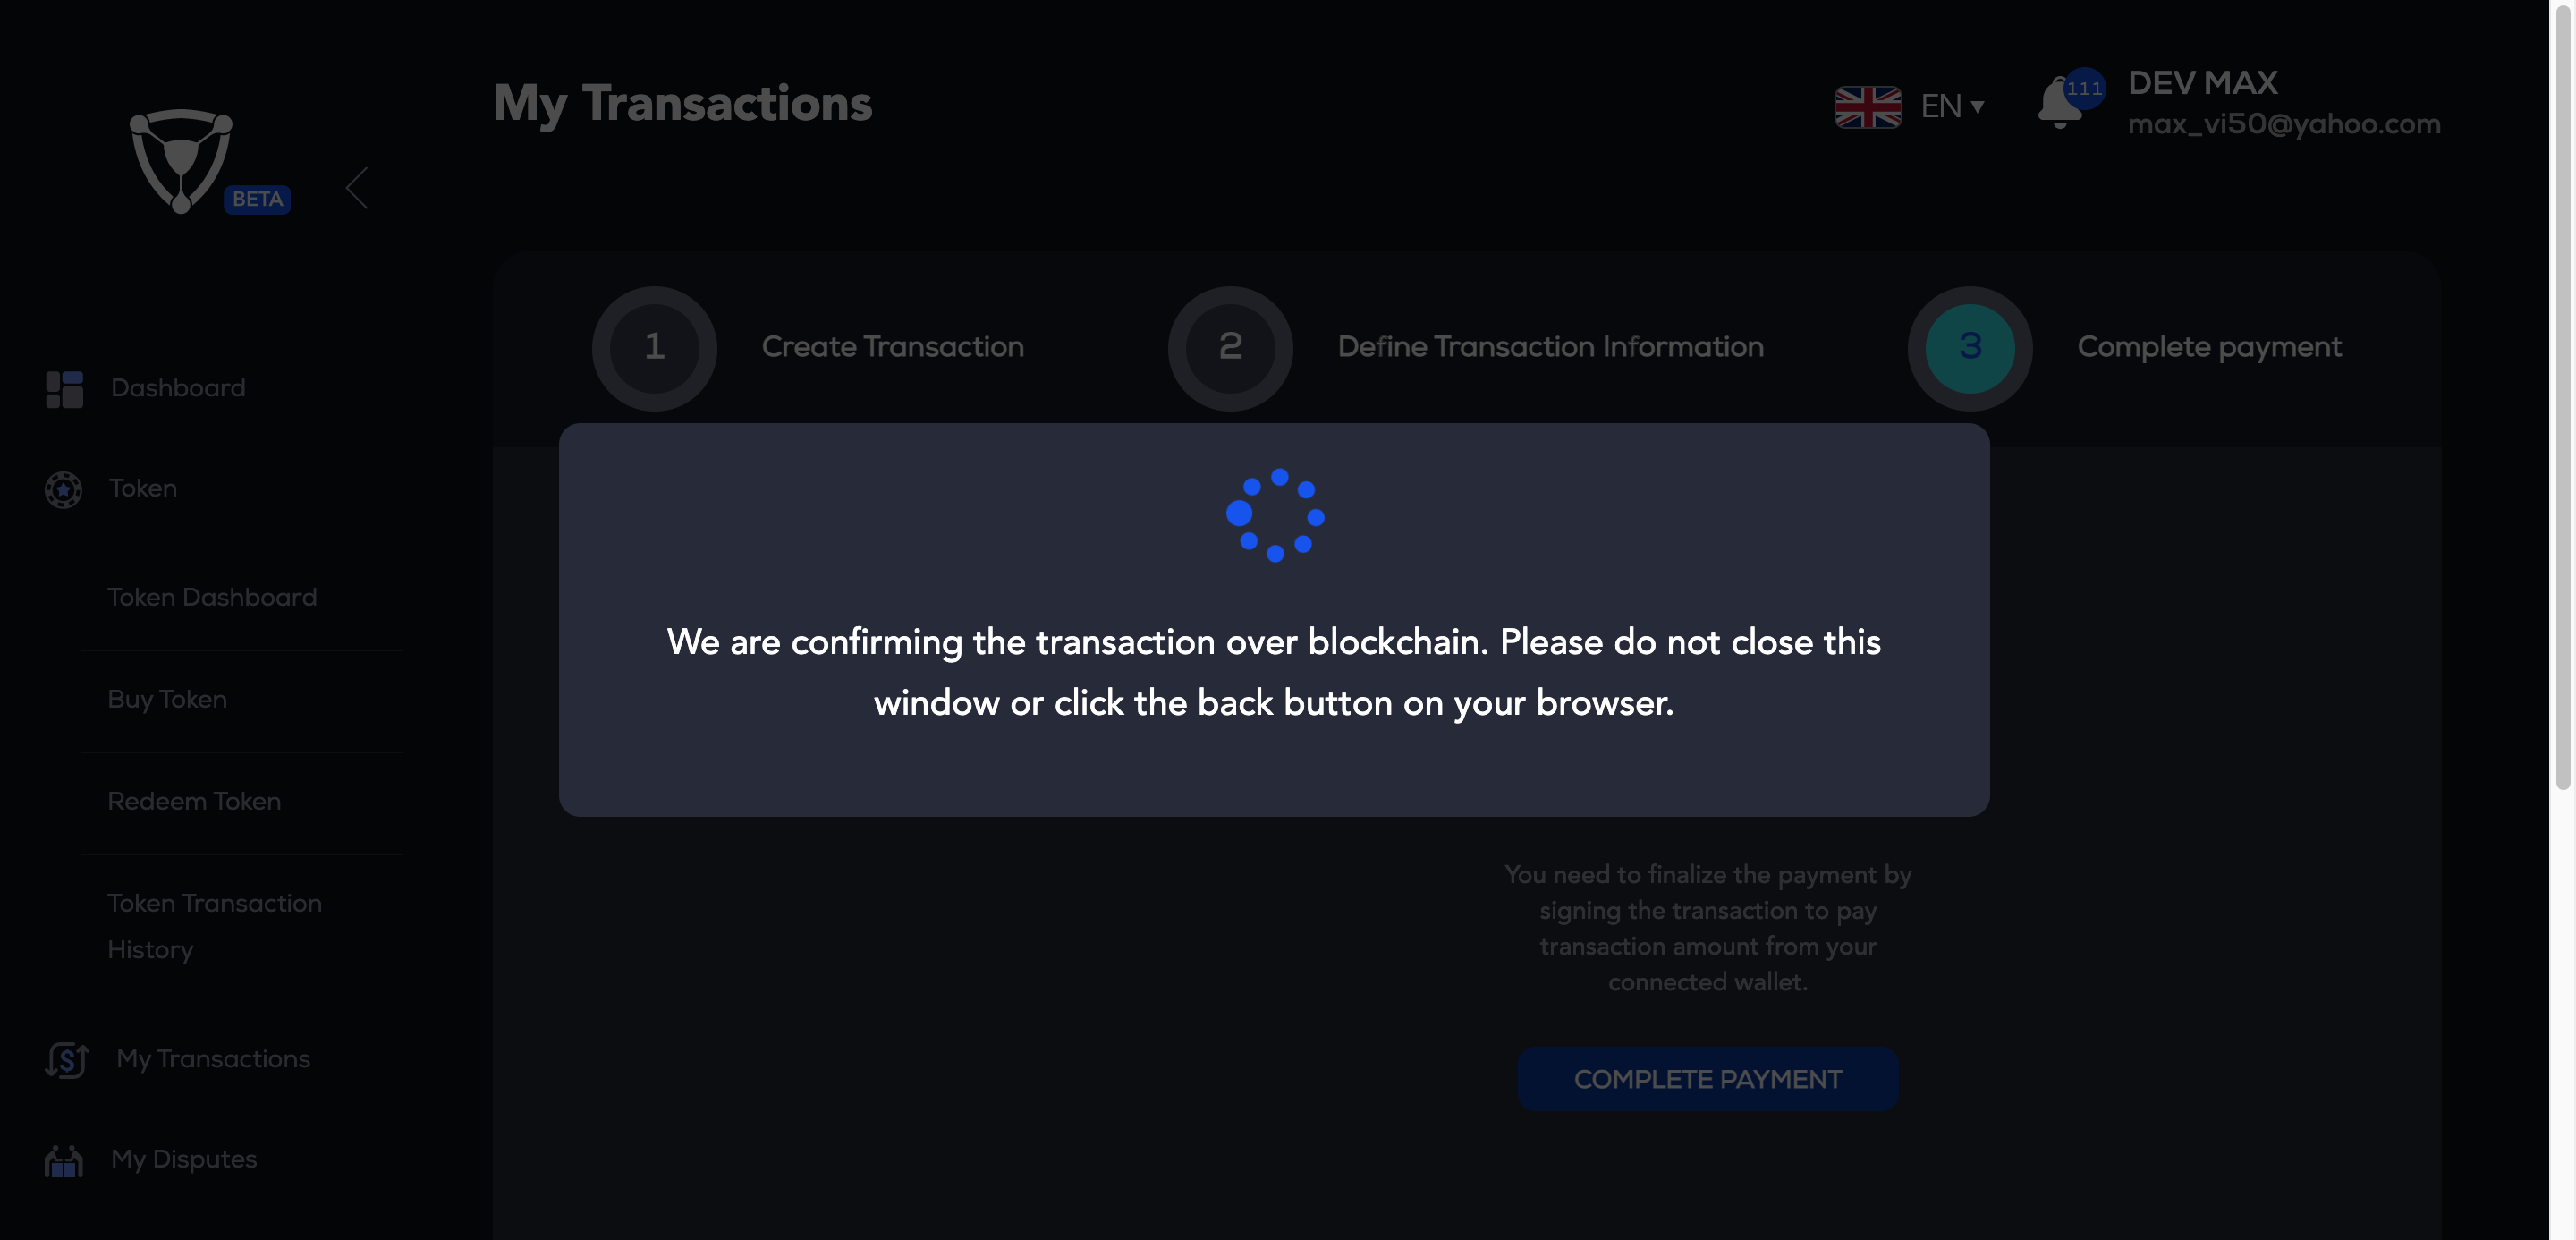 My Transactions
EN
111
DEV MAX
max_vi50@yahoo.com
BETA
1
Create Transaction
2
Define Transaction Information
3
Complete payment
Dashboard
Token
Token Dashboard
Buy Token
Redeem Token
Token Transaction
History
My Transactions
My Disputes
We are confirming the transaction over blockchain. Please do not close this
window or click the back button on your browser.
You need to finalize the payment by
signing the transaction to pay
transaction amount from your
connected wallet.
COMPLETE PAYMENT